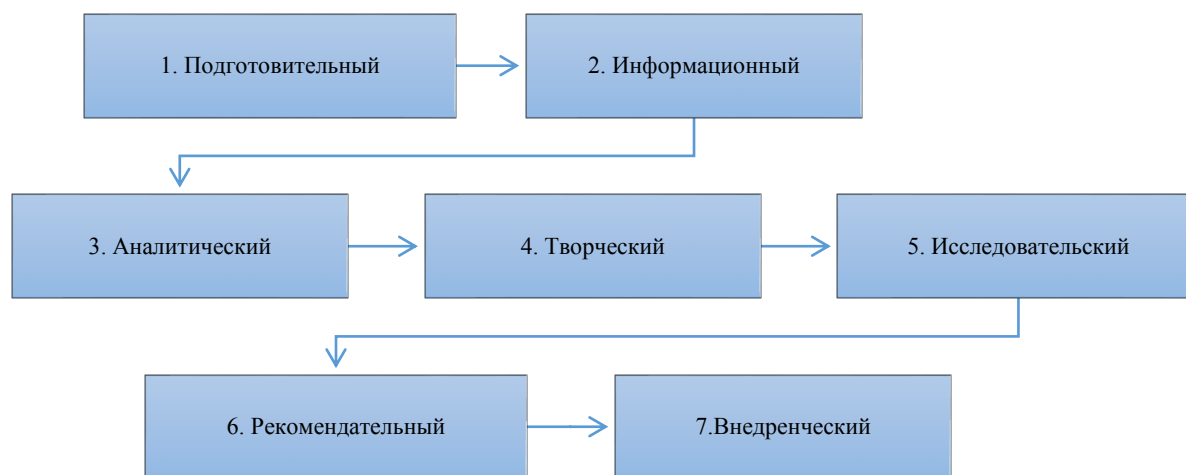 1. Подготовительный
2. Информационный
3. Аналитический
4. Творческий
5. Исследовательский
6. Рекомендательный
7.Внедренческий